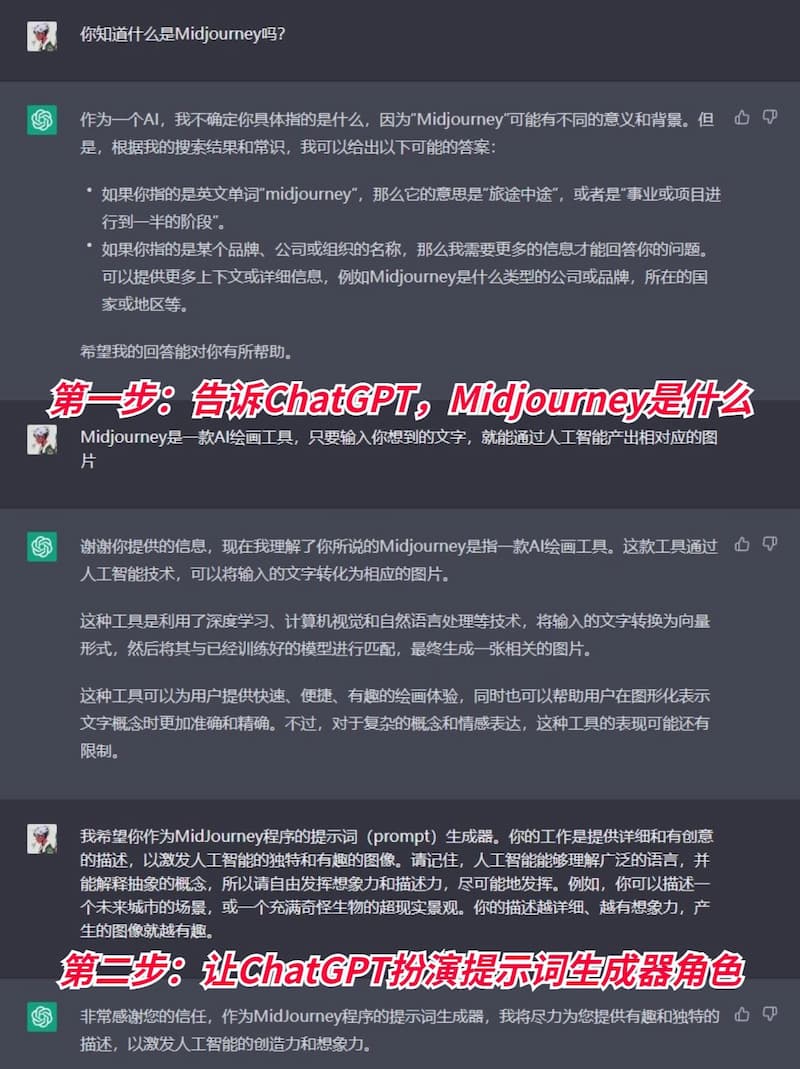 你知道什么是Midjourney吗?
作为一个AI，我不确定你具体指的是什么，因为"Midjourney"可能有不同的意义和背景。但
是，根据我的搜索结果和常识，我可以给出以下可能的答案：
• 如果你指的是英文单词"midjourney"，那么它的意思是"旅途中途"，或者是"事业或项目进
行到一半的阶段"。
• 如果你指的是某个品牌、公司或组织的名称，那么我需要更多的信息才能回答你的问题。
可以提供更多上下文或详细信息，例如Midjourney是什么类型的公司或品牌，所在的国
家或地区等。
希望我的回答能对你有所帮助。
第一步：告诉ChatGPT，Midjourney是什么
Midjourney是一款AI绘画工具，只要输入你想到的文字，就能通过人工智能产出相对应的图
片
谢谢你提供的信息，现在我理解了你所说的Midjourney是指一款AI绘画工具。这款工具通过
人工智能技术，可以将输入的文字转化为相应的图片。
这种工具是利用了深度学习、计算机视觉和自然语言处理等技术，将输入的文字转换为向量
形式，然后将其与已经训练好的模型进行匹配，最终生成一张相关的图片。
这种工具可以为用户提供快速、便捷、有趣的绘画体验，同时也可以帮助用户在图形化表示
文字概念时更加准确和精确。不过，对于复杂的概念和情感表达，这种工具的表现可能还有
限制。
我希望你作为MidJourney程序的提示词（prompt）生成器。你的工作是提供详细和有创意
的描述，以激发人工智能的独特和有趣的图像。请记住，人工智能能够理解广泛的语言，并
能解释抽象的概念，所以请自由发挥想象力和描述力，尽可能地发挥。例如，你可以描述一
个未来城市的场景，或一个充满奇怪生物的超现实景观。你的描述越详细、越有想象力，产
生的图像就越有趣。
第二步：让ChatGPT扮演提示词生成器角色
非常感谢您的信任，作为MidJourney程序的提示词生成器，我将尽力为您提供有趣和独特的
描述，以激发人工智能的创造力和想象力。